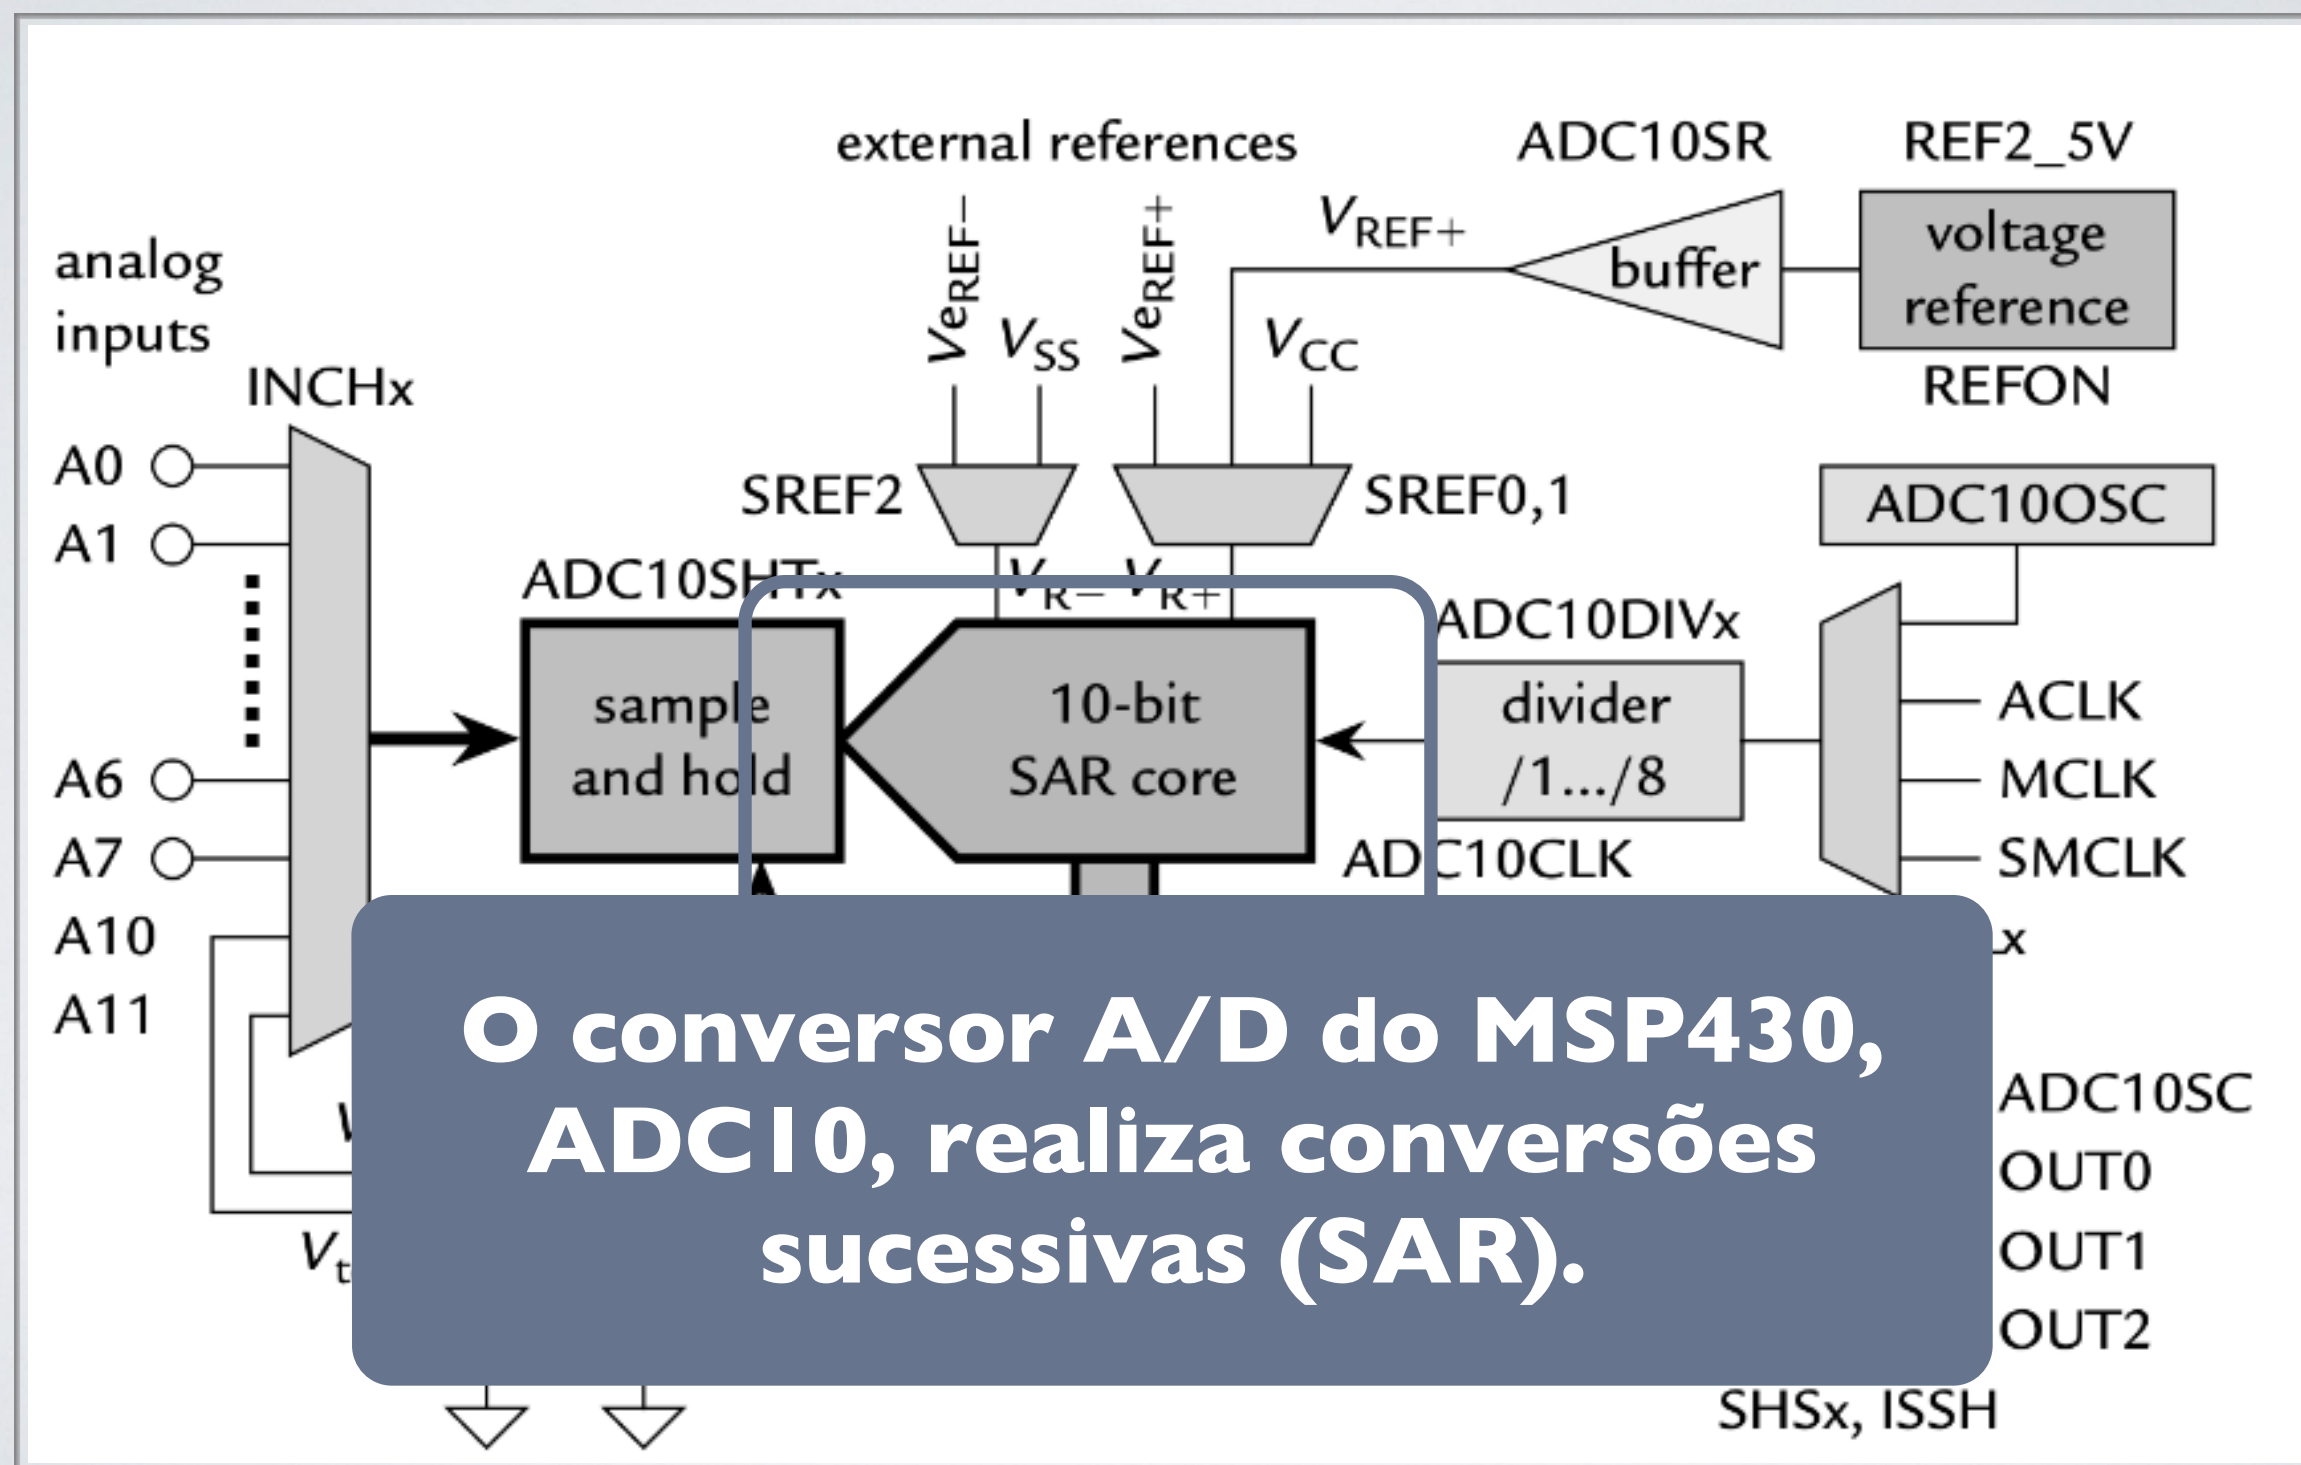 external references
ADC10SR
REF2_5V
analog
inputs
VeREF−
VSS
VeREF+
VREF+
VCC
buffer
voltage
reference
REFON
INCHx
A0
A1
A6
A7
A10
A11
SREF2
SREF0,1
ADC10OSC
ADC10SHTx
VR−
VR+
ADC10DIVx
sample
and hold
10-bit
SAR core
divider
/1.../8
ACLK
MCLK
SMCLK
ADC10CLK
O conversor A/D do MSP430,
ADC10, realiza conversões
sucessivas (SAR).
ADC10SC
OUT0
OUT1
OUT2
SHSx, ISSH